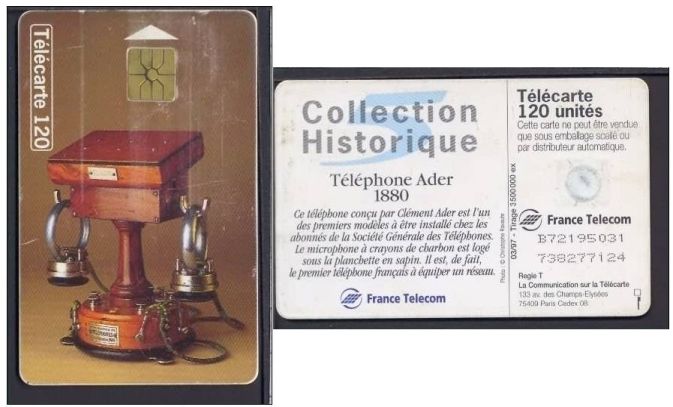 Télécarte 120
Collection
Historique
3
Téléphone Ader
1880
Ce téléphone conçu par Clément Ader est l'un
des premiers modèles à être installé chez les
abonnés de la Société Générale des Téléphones.
Le microphone à crayons de charbon est logé
sous la planchette en sapin. Il est, de fait,
le premier téléphone français à équiper un réseau.
France Telecom
Photo : © Christophe
03/97 - Tirage 3500000 ex
Télécarte
120 unités
Cette carte ne peut être vendue
que sous emballage scellé ou
par distributeur automatique.
France Telecom
B72195031
738277124
Regie T
La Communication sur la Télécarte
133 av. des Champs-Elysées
75409 Paris Cedex 08